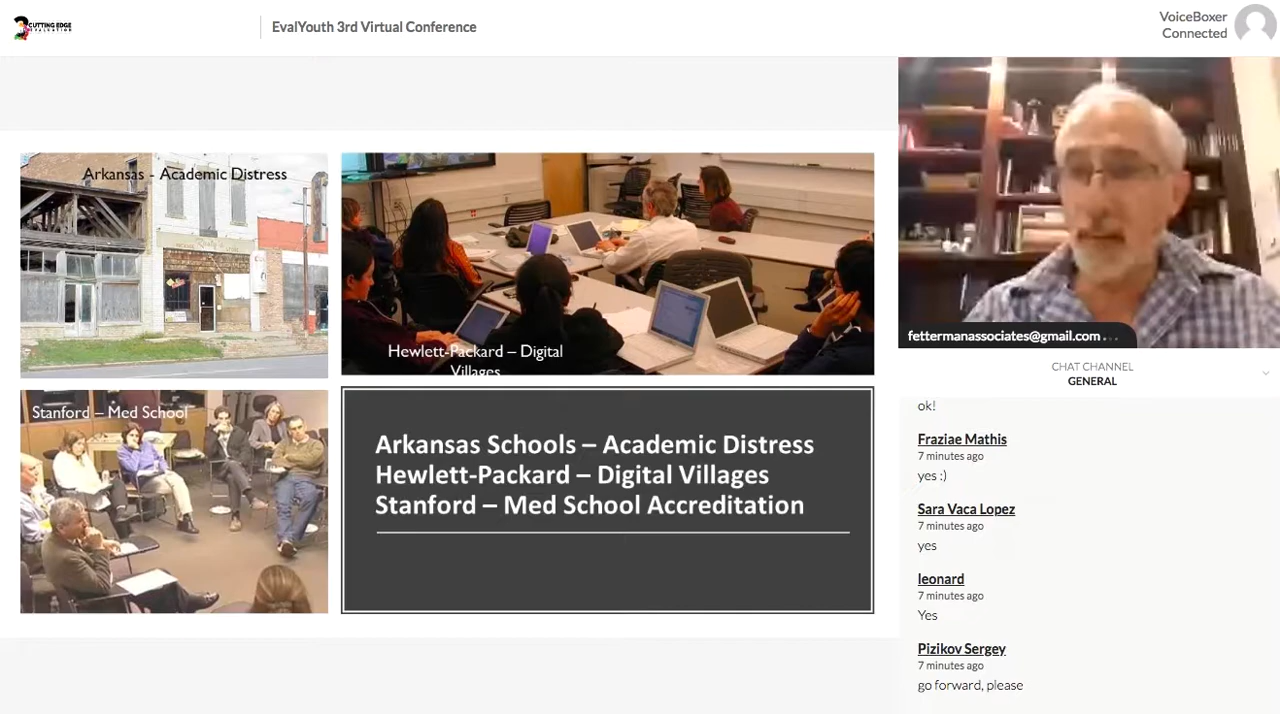 CUTTING EDGE
EvalYouth 3rd Virtual Conference
VoiceBoxer
Connected
Arkansas - Academic Distress
Hewlett-Packard – Digital
Villages
Stanford – Med School
Arkansas Schools – Academic Distress
Hewlett-Packard – Digital Villages
Stanford – Med School Accreditation
fettermanassociates@gmail.com
CHAT CHANNEL
GENERAL
ok!
Fraziae Mathis
7 minutes ago
yes :)
Sara Vaca Lopez
7 minutes ago
yes
leonard
7 minutes ago
Yes
Pizikov Sergey
7 minutes ago
go forward, please